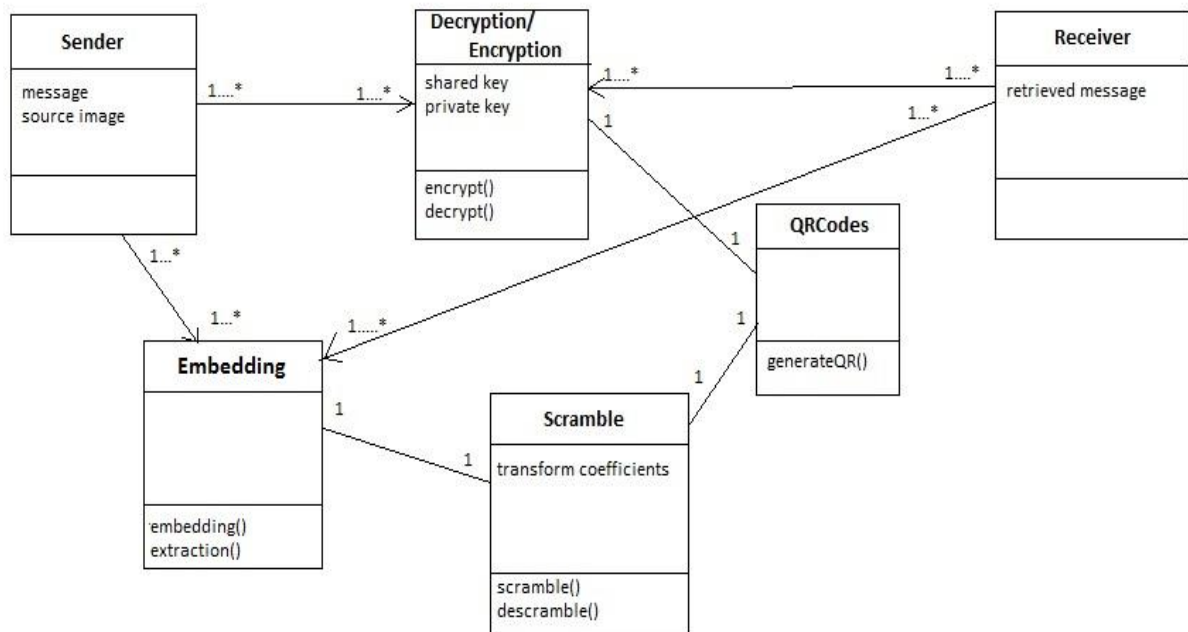 Sender
message
source image
Decryption/
Encryption
shared key
private key
encrypt()
decrypt()
Receiver
retrieved message
1....*
1....*
1....*
1...*
1...*
1
1
1...*
1...*
1.....*
QRCodes
generateQR()
1
1
Embedding
embedding()
extraction()
1
1
Scramble
transform coefficients
scramble()
descramble()